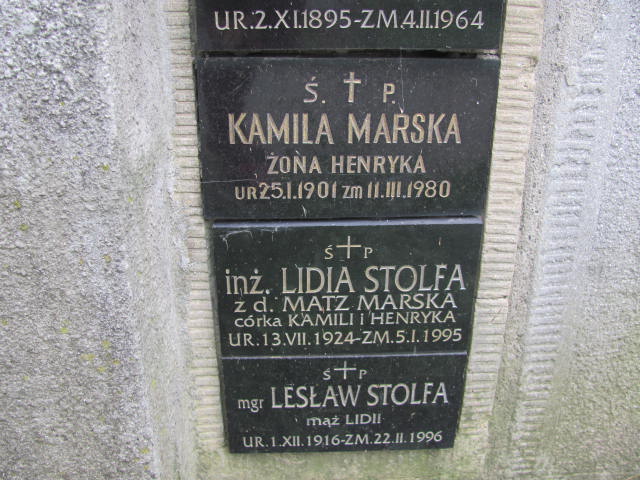 UR.2.XI.1895-ZM.4.II.1964
Ś. † P.
KAMILA MARSKA
ŻONA HENRYKA
UR 25.I.1901 ZM 11.III.1980
Ś † P
inż. LIDIA STOLFA
z d. MATZ MARSKA
córka KAMILI i HENRYKA
UR. 13.VII.1924-ZM.5.I.1995
Ś † P
mgr LESŁAW STOLFA
mąż LIDII
UR.1.XII.1916-ZM.22.II.1996